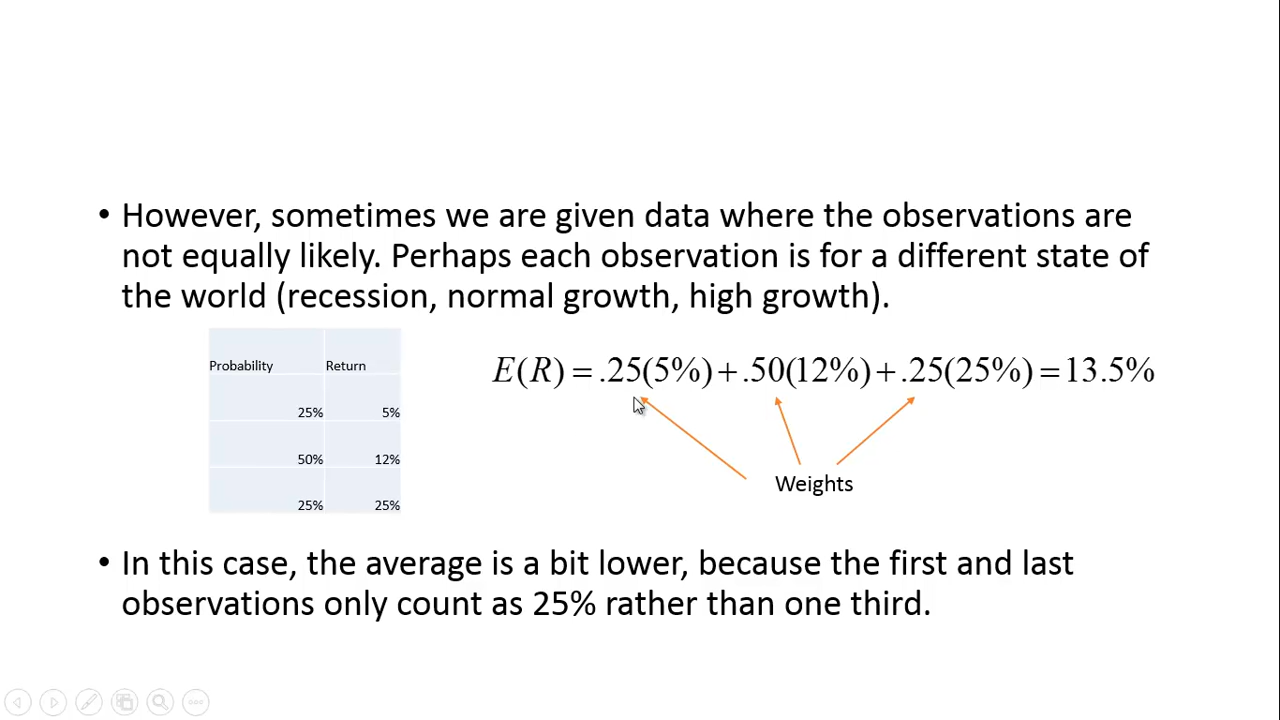 • However, sometimes we are given data where the observations are
not equally likely. Perhaps each observation is for a different state of
the world (recession, normal growth, high growth).
Probability Return
25% 5%
50% 12%
25% 25%
E(R) = .25(5%) + .50(12%) + .25(25%) = 13.5%
Weights
• In this case, the average is a bit lower, because the first and last
observations only count as 25% rather than one third.